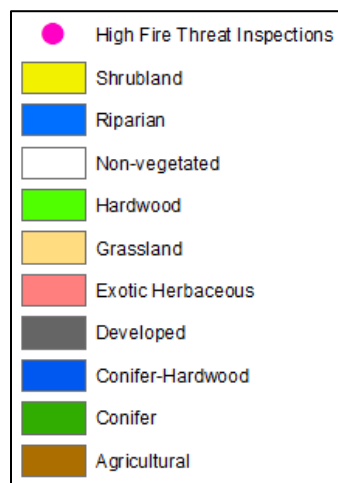 High Fire Threat Inspections
Shrubland
Riparian
Non-vegetated
Hardwood
Grassland
Exotic Herbaceous
Developed
Conifer-Hardwood
Conifer
Agricultural